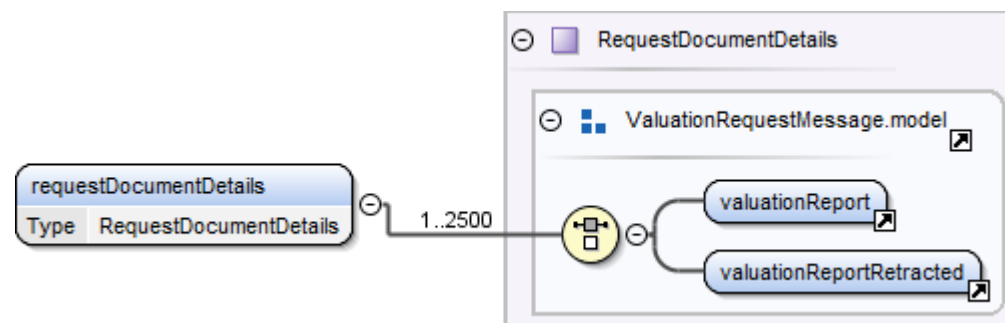 RequestDocumentDetails
ValuationRequestMessage.model
requestDocumentDetails
Type RequestDocumentDetails
1..2500
valuationReport
valuationReportRetracted